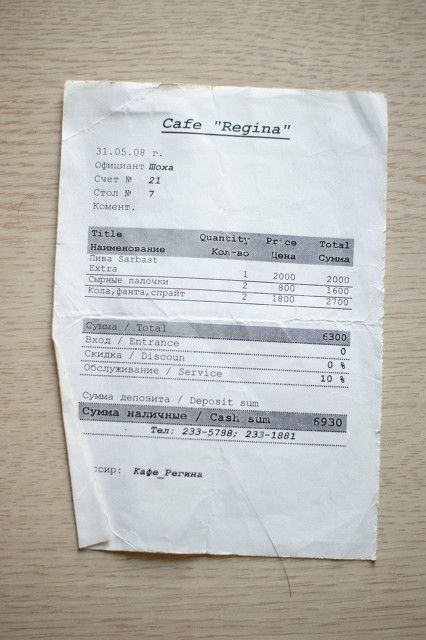 Cafe "Regina"
31.05.08 г.
Официант Шоха
Счет № 21
Стол № 7
Комент.
Title Quantity Price Total
Наименование Кол-во Цена Сумма
Пива Sarbast
Extra 1 2000 2000
Сырные палочки 2 800 1600
Кола,фанта,спрайт 2 1800 2700
Сумма / Total 6300
Вход / Entrance 0
Скидка / Discoun 0 %
Обслуживание / Service 10 %
Сумма депозита / Deposit sum
Сумма наличные / Cash sum 6930
Тел: 233-5798; 233-1881
ссир: Кафе_Регина